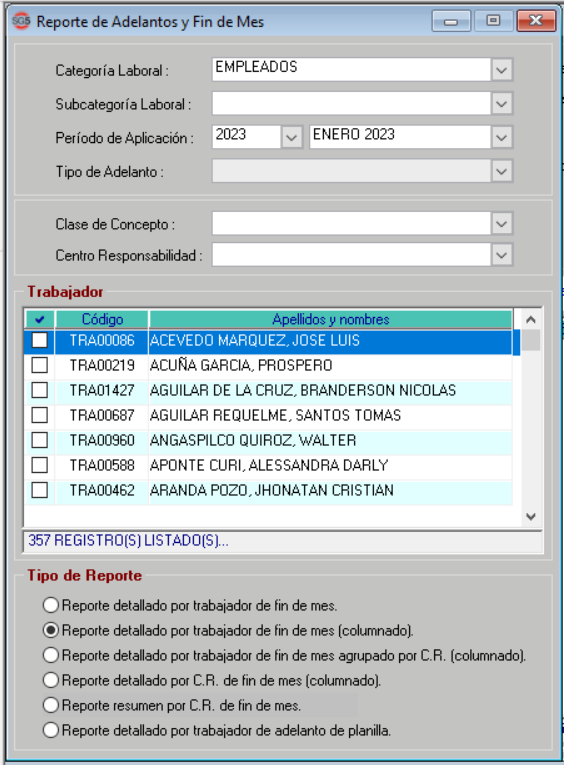 SGS Reporte de Adelantos y Fin de Mes
Categoría Laboral : EMPLEADOS
Subcategoría Laboral :
Período de Aplicación : 2023 ENERO 2023
Tipo de Adelanto :
Clase de Concepto :
Centro Responsabilidad :
Trabajador
Código Apellidos y nombres
TRA00086 ACEVEDO MARQUEZ, JOSE LUIS
TRA00219 ACUÑA GARCIA, PROSPERO
TRA01427 AGUILAR DE LA CRUZ, BRANDERSON NICOLAS
TRA00687 AGUILAR REQUELME, SANTOS TOMAS
TRA00960 ANGASPILCO QUIROZ, WALTER
TRA00588 APONTE CURI, ALESSANDRA DARLY
TRA00462 ARANDA POZO, JHONATAN CRISTIAN
357 REGISTRO(S) LISTADO(S)...
Tipo de Reporte
Reporte detallado por trabajador de fin de mes.
Reporte detallado por trabajador de fin de mes (columnado).
Reporte detallado por trabajador de fin de mes agrupado por C.R. (columnado).
Reporte detallado por C.R. de fin de mes (columnado).
Reporte resumen por C.R. de fin de mes.
Reporte detallado por trabajador de adelanto de planilla.